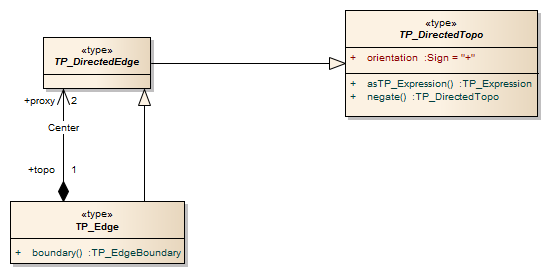 «type»
TP_DirectedTopo
+ orientation :Sign = "+"
+ asTP_Expression() :TP_Expression
+ negate() :TP_DirectedTopo
«type»
TP_DirectedEdge
+proxy 2
Center
+topo 1
«type»
TP_Edge
+ boundary() :TP_EdgeBoundary